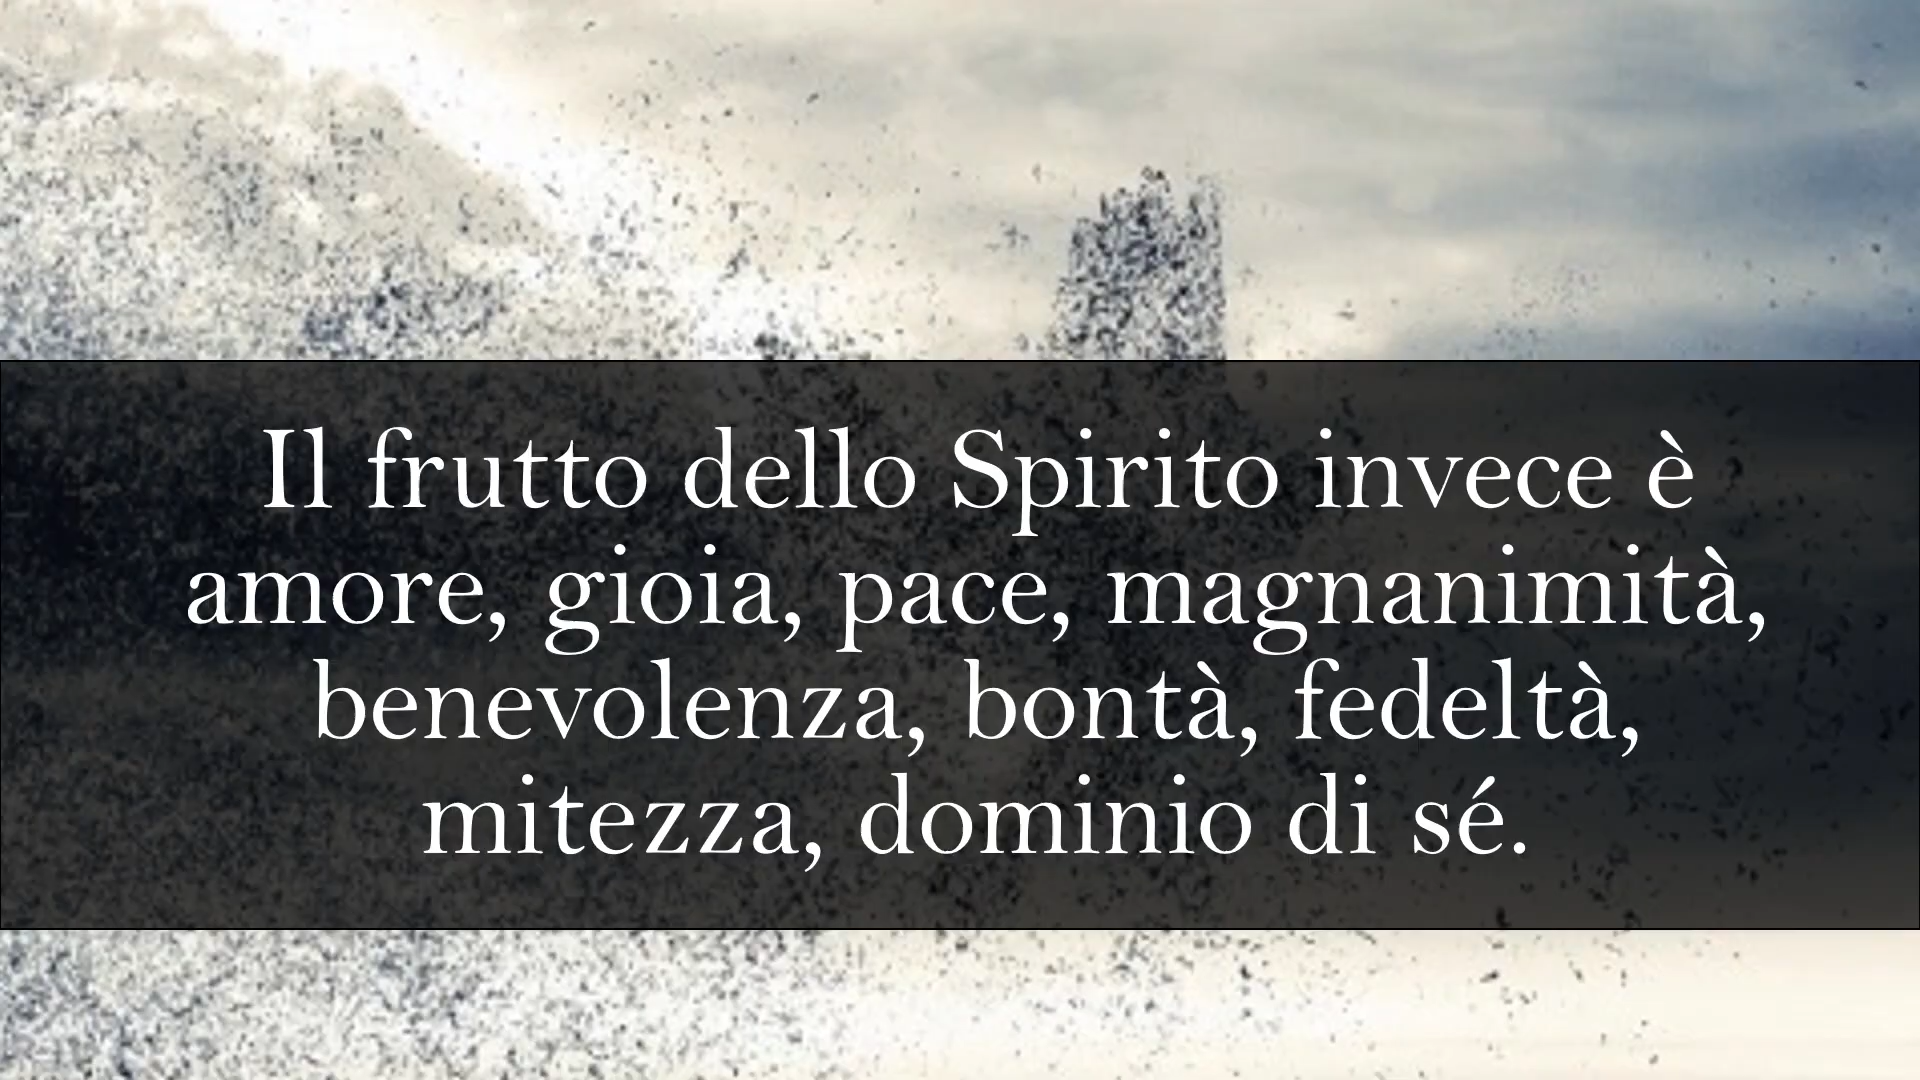 Il frutto dello Spirito invece è
amore, gioia, pace, magnanimità,
benevolenza, bontà, fedeltà,
mitezza, dominio di sé.